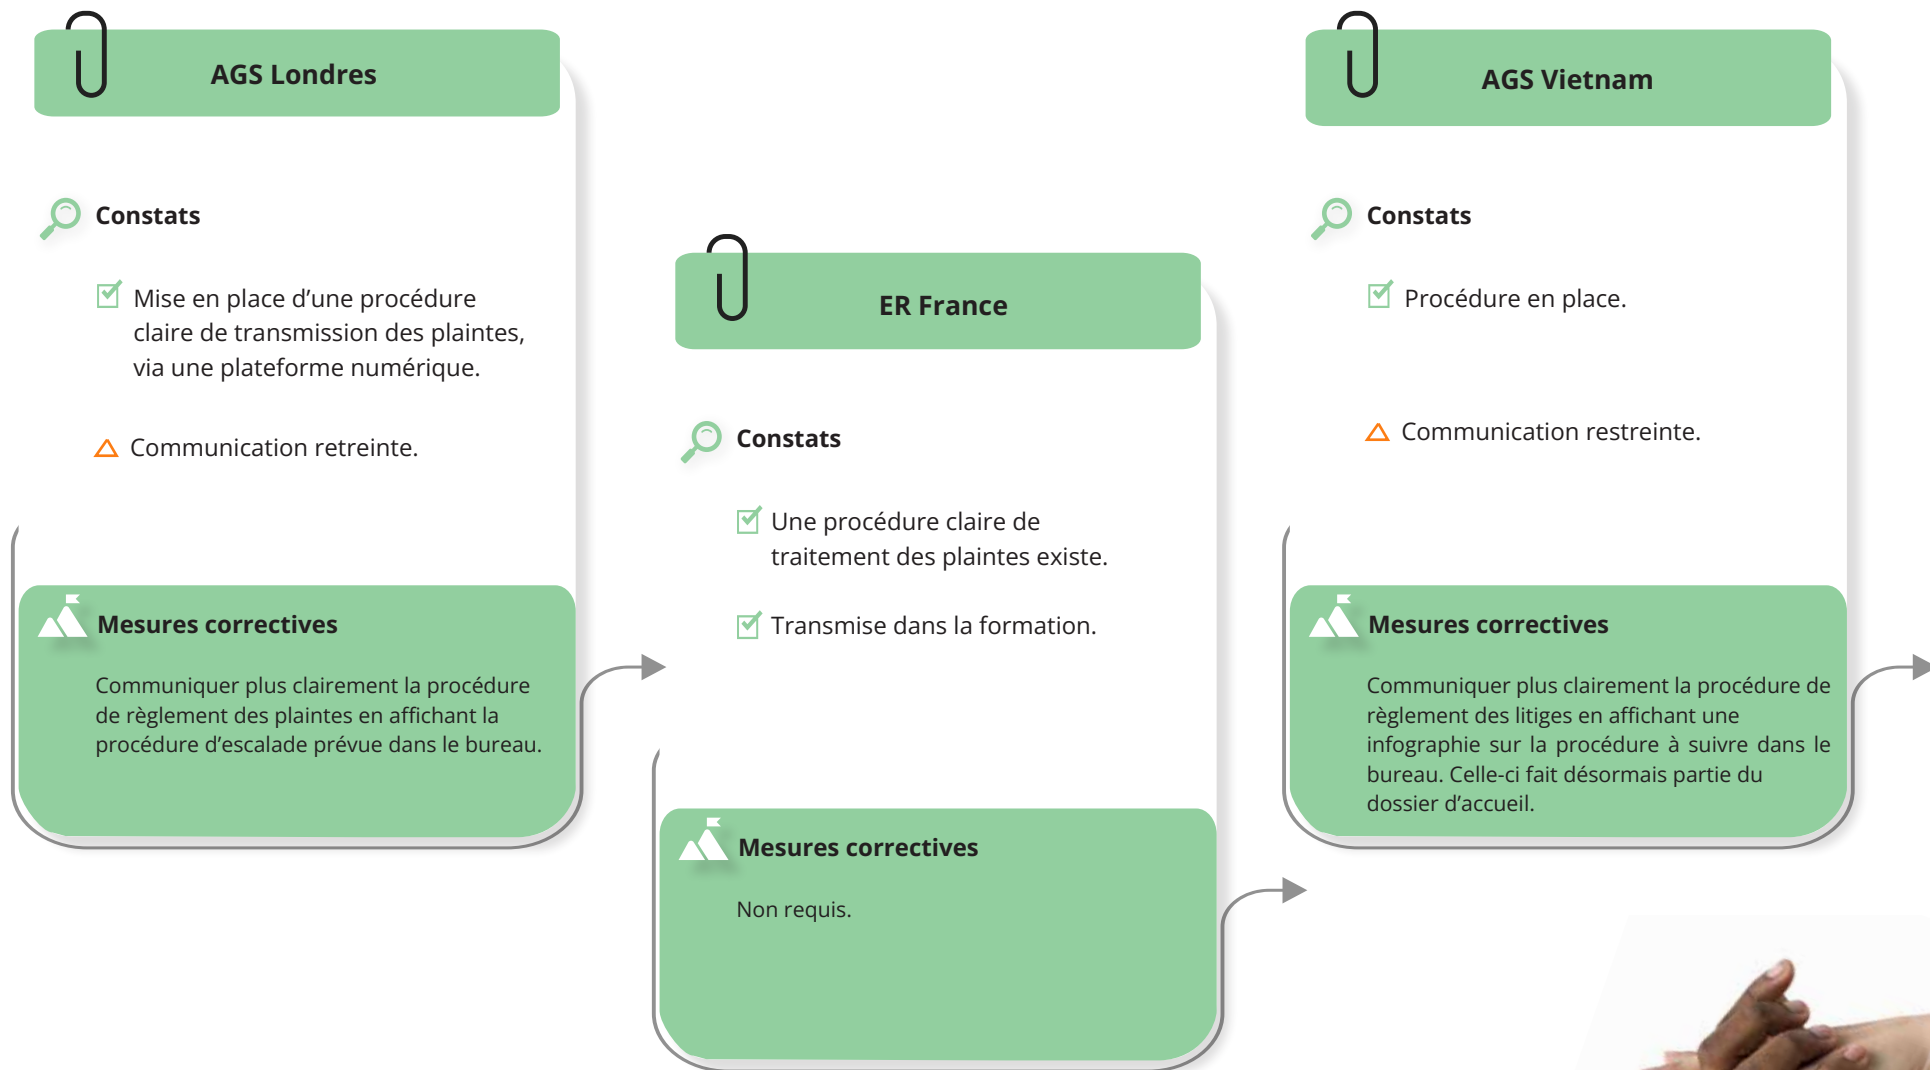 AGS Londres
Constats
Mise en place d’une procédure
claire de transmission des plaintes,
via une plateforme numérique.
Communication retreinte.
Mesures correctives
Communiquer plus clairement la procédure
de règlement des plaintes en affichant la
procédure d’escalade prévue dans le bureau.
ER France
Constats
Une procédure claire de
traitement des plaintes existe.
Transmise dans la formation.
Mesures correctives
Non requis.
AGS Vietnam
Constats
Procédure en place.
Communication restreinte.
Mesures correctives
Communiquer plus clairement la procédure de
règlement des litiges en affichant une
infographie sur la procédure à suivre dans le
bureau. Celle-ci fait désormais partie du
dossier d’accueil.